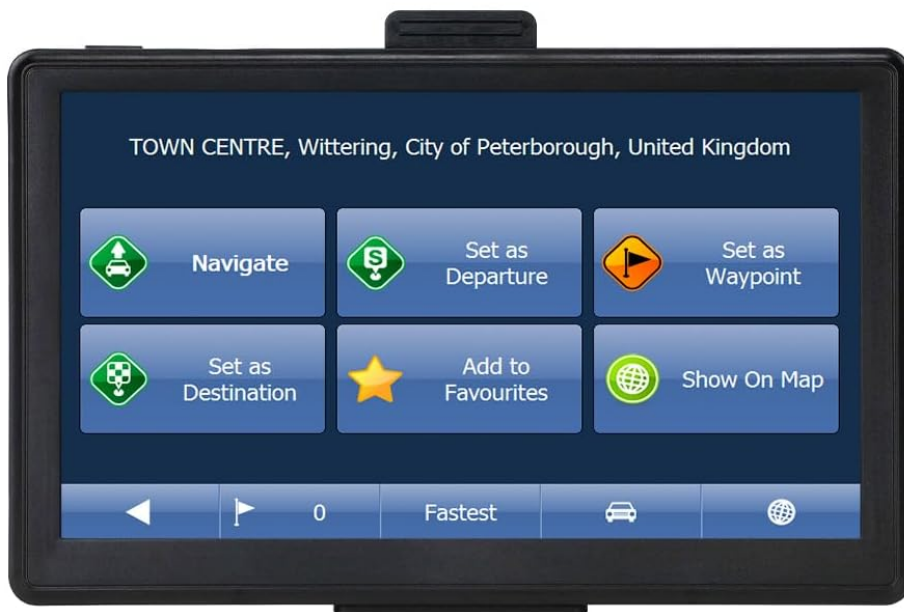 TOWN CENTRE, Wittering, City of Peterborough, United Kingdom
Navigate
Set as
Departure
Set as
Waypoint
Set as
Destination
Add to
Favourites
Show On Map
0
Fastest